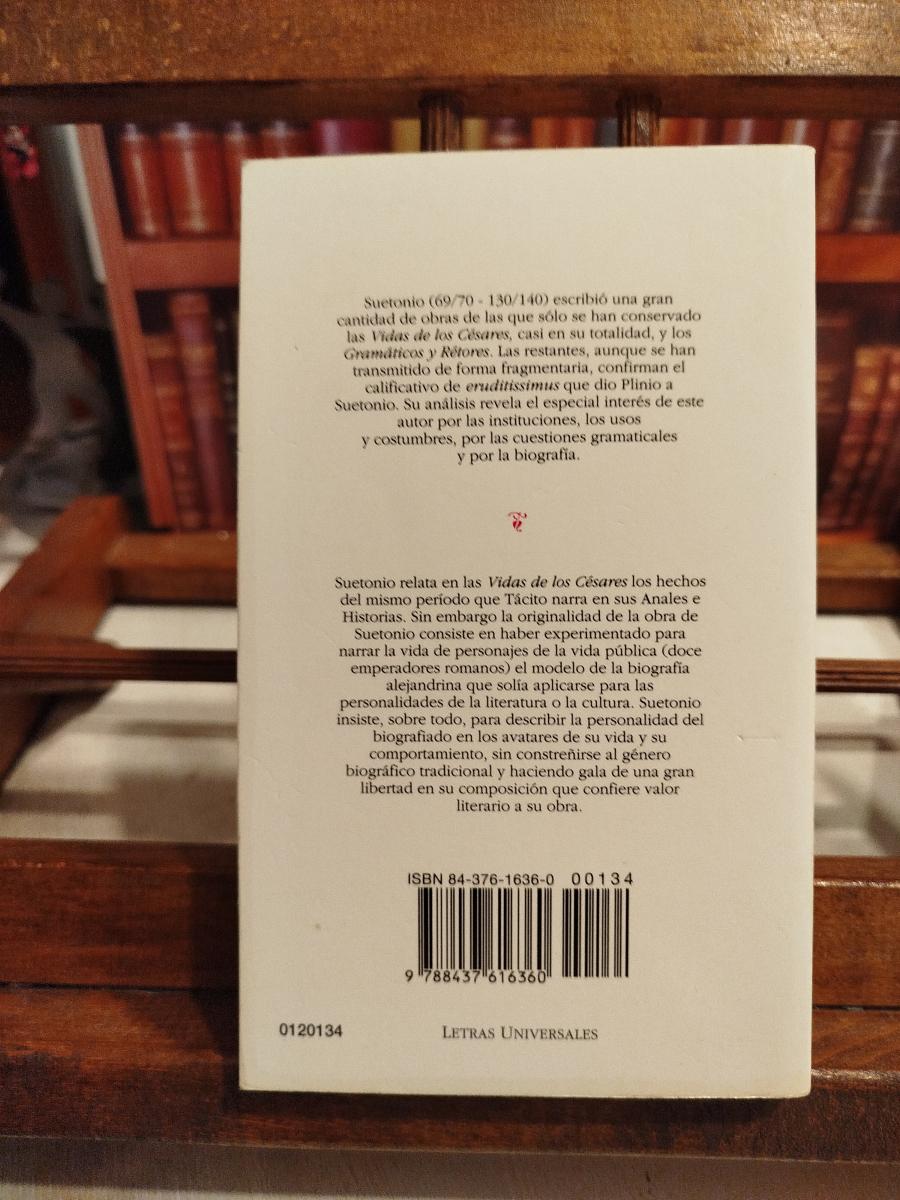 Suetonio (69/70 - 130/140) escribió una gran
cantidad de obras de las que sólo se han conservado
las Vidas de los Césares, casi en su totalidad, y los
Gramáticos y Rétores. Las restantes, aunque se han
transmitido de forma fragmentaria, confirman el
calificativo de eruditissimus que dio Plinio a
Suetonio. Su análisis revela el especial interés de este
autor por las instituciones, los usos
y costumbres, por las cuestiones gramaticales
y por la biografía.
Suetonio relata en las Vidas de los Césares los hechos
del mismo período que Tácito narra en sus Anales e
Historias. Sin embargo la originalidad de la obra de
Suetonio consiste en haber experimentado para
narrar la vida de personajes de la vida pública (doce
emperadores romanos) el modelo de la biografía
alejandrina que solía aplicarse para las
personalidades de la literatura o la cultura. Suetonio
insiste, sobre todo, para describir la personalidad del
biografiado en los avatares de su vida y su
comportamiento, sin constreñirse al género
biográfico tradicional y haciendo gala de una gran
libertad en su composición que confiere valor
literario a su obra.
ISBN 84-376-1636-0 00134
9 788437 616360
0120134 LETRAS UNIVERSALES